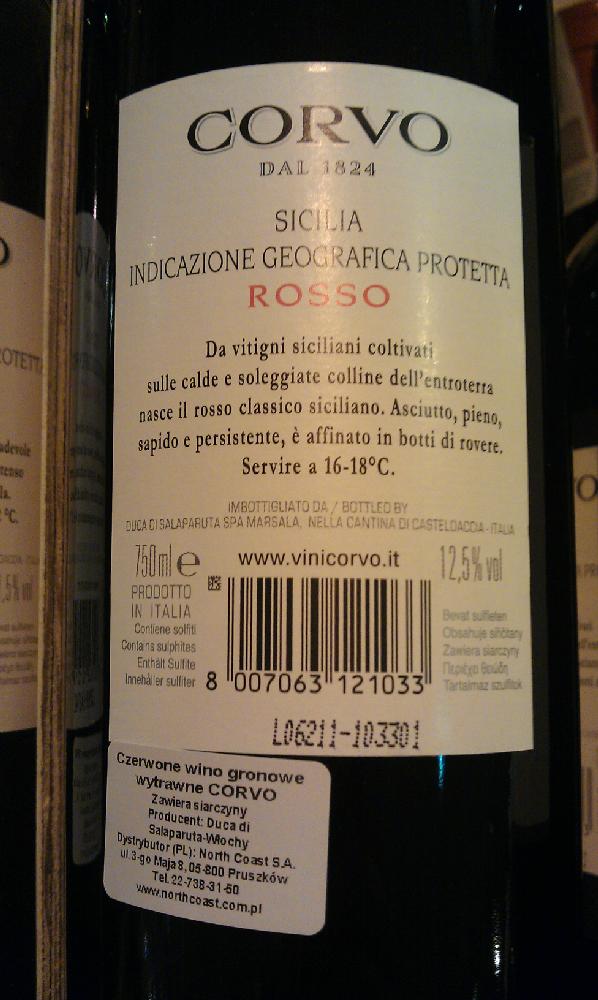 CORVO
DAL 1824
SICILIA
INDICAZIONE GEOGRAFICA PROTETTA
ROSSO
Da vitigni siciliani coltivati
sulle calde e soleggiate colline dell'entroterra
nasce il rosso classico siciliano. Asciutto, pieno,
sapido e persistente, è affinato in botti di rovere.
Servire a 16-18°C.
IMBOTTIGLIATO DA / BOTTLED BY
DUCA DI SALAPARUTA SPA MARSALA, NELLA CANTINA DI CASTELDACCIA - ITALIA
750ml e
www.vinicorvo.it
12,5% vol
PRODOTTO
IN ITALIA
Contiene solfiti
Contains sulphites
Enthält Sulfite
Innehåller sulfiter
Bevat sulfieten
Obsahuje siřičitany
Zawiera siarczyny
Περιέχει θειώδη
Tartalmaz szulfitok
8 007063 121033
L06211-103301
Czerwone wino gronowe
wytrawne CORVO
Zawiera siarczyny
Producent: Duca di
Salaparuta-Włochy
Dystrybutor (PL): North Coast S.A.
ul.3-go Maja 8, 05-800 Pruszków
Tel.22-738-31-60
www.northcoast.com.pl